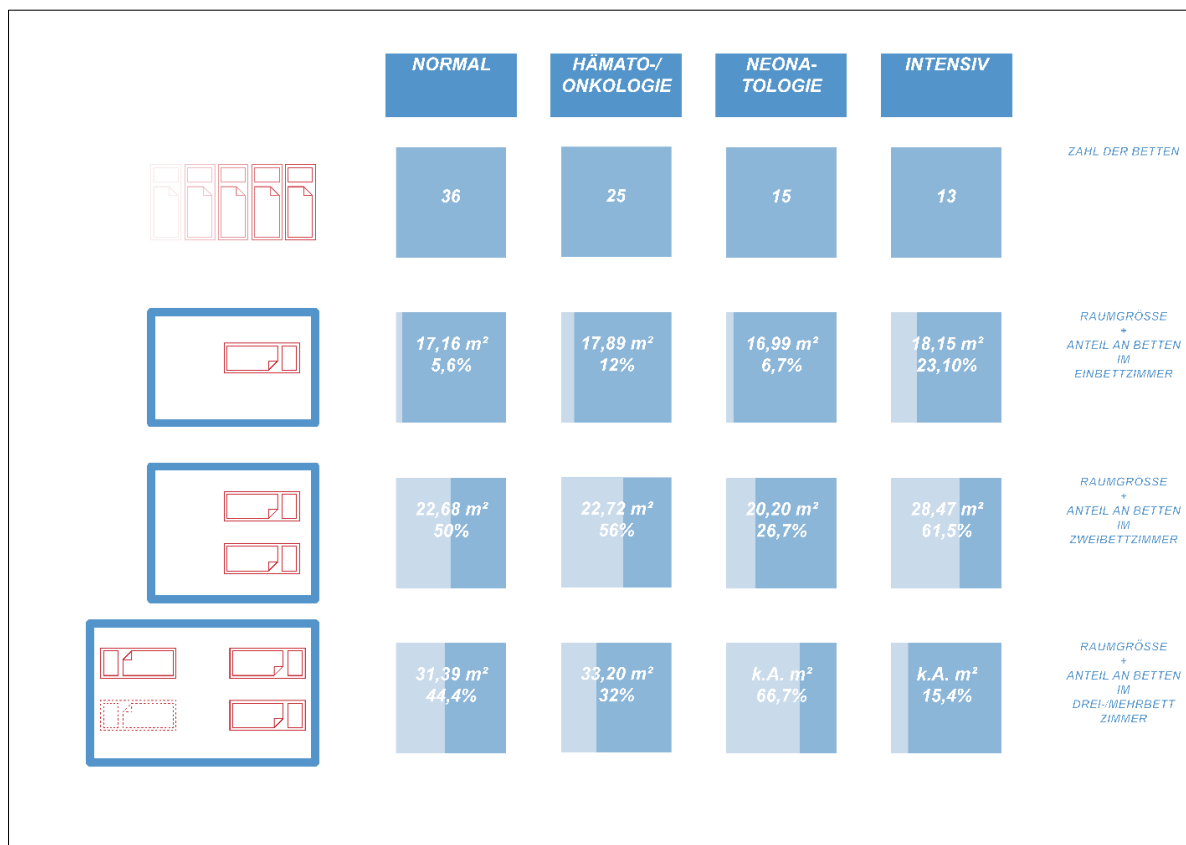 NORMAL
HÄMATO-/
ONKOLOGIE
NEONA-
TOLOGIE
INTENSIV
36
25
15
13
ZAHL DER BETTEN
17,16 m²
5,6%
17,89 m²
12%
16,99 m²
6,7%
18,15 m²
23,10%
RAUMGRÖSSE
+
ANTEIL AN BETTEN
IM
EINBETTZIMMER
22,68 m²
50%
22,72 m²
56%
20,20 m²
26,7%
28,47 m²
61,5%
RAUMGRÖSSE
+
ANTEIL AN BETTEN
IM
ZWEIBETTZIMMER
31,39 m²
44,4%
33,20 m²
32%
k.A. m²
66,7%
k.A. m²
15,4%
RAUMGRÖSSE
+
ANTEIL AN BETTEN
IM
DREI-/MEHRBETT
ZIMMER